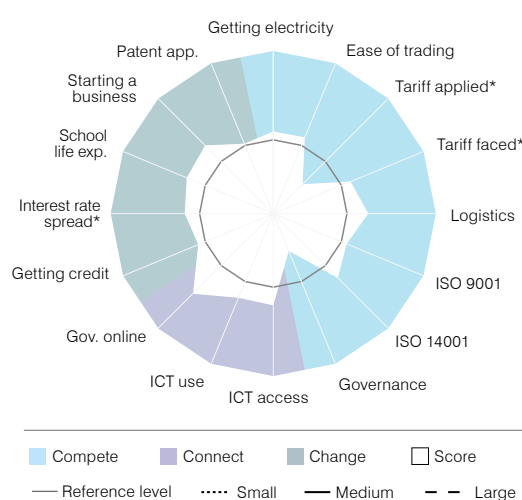 Getting electricity
Patent app.
Ease of trading
Starting a
business
Tariff applied*
School
life exp.
Tariff faced*
Interest rate
spread*
Logistics
Getting credit
ISO 9001
Gov. online
ISO 14001
ICT use
Governance
ICT access
Compete
Connect
Change
Score
Reference level
Small
Medium
Large